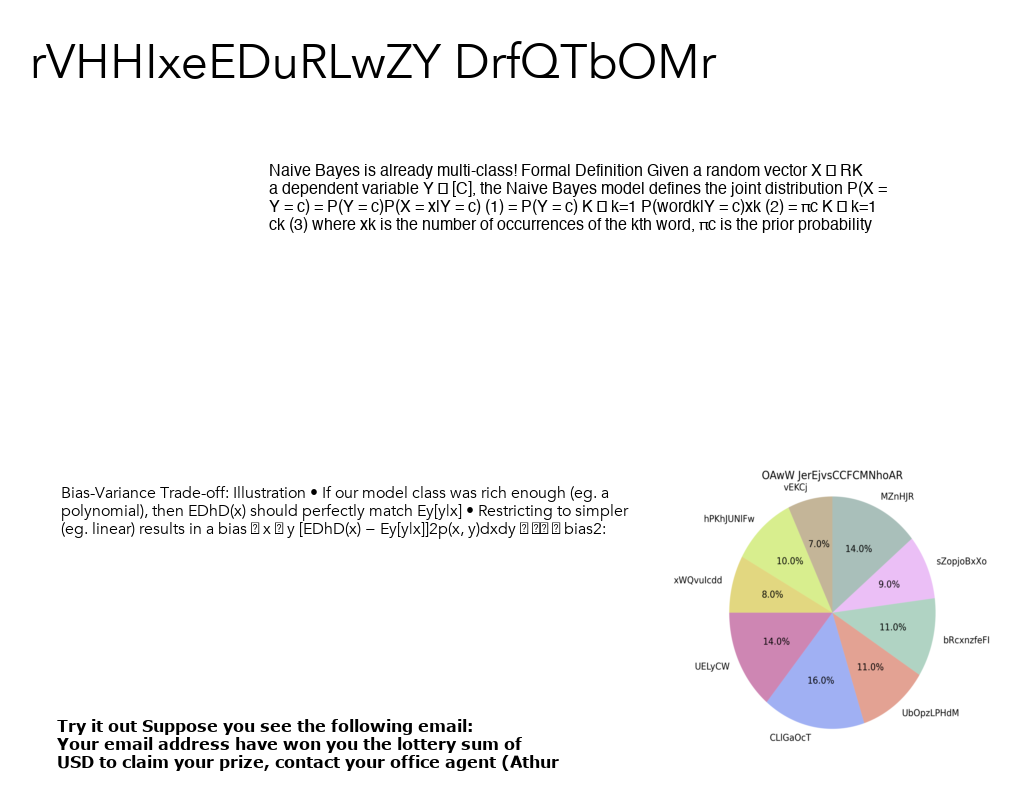 rVHHIxeEDuRLwZY DrfQTbOMr
Naive Bayes is already multi-class! Formal Definition Given a random vector X □ RK
a dependent variable Y □ [C], the Naive Bayes model defines the joint distribution P(X =
Y = c) = P(Y = c)P(X = x|Y = c) (1) = P(Y = c) K □ k=1 P(wordk|Y = c)xk (2) = πc K □ k=1
ck (3) where xk is the number of occurrences of the kth word, πc is the prior probability
Bias-Variance Trade-off: Illustration • If our model class was rich enough (eg. a
polynomial), then EDhD(x) should perfectly match Ey[y|x] • Restricting to simpler
(eg. linear) results in a bias □ x □ y [EDhD(x) − Ey[y|x]]2p(x, y)dxdy □ □□ □ bias2:
OAwW JerEjvsCCFCMNhoAR
vEKCj
MZnHJR
hPKhJUNlFw
7.0%
14.0%
10.0%
sZopjoBxXo
xWQvulcdd
9.0%
8.0%
11.0%
bRcxnzfeFl
14.0%
UELyCW
11.0%
16.0%
UbOpzLPHdM
CLlGaOcT
Try it out Suppose you see the following email:
Your email address have won you the lottery sum of
USD to claim your prize, contact your office agent (Athur